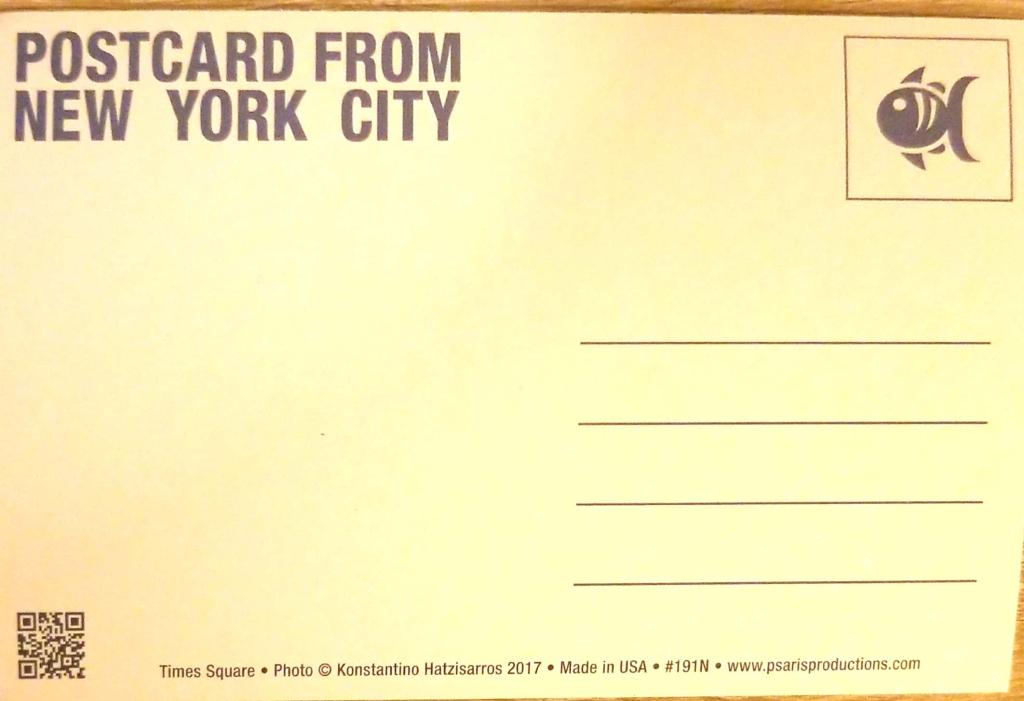 POSTCARD FROM
NEW YORK CITY
Times Square • Photo © Konstantino Hatzisarros 2017 • Made in USA • #191N • www.psarisproductions.com